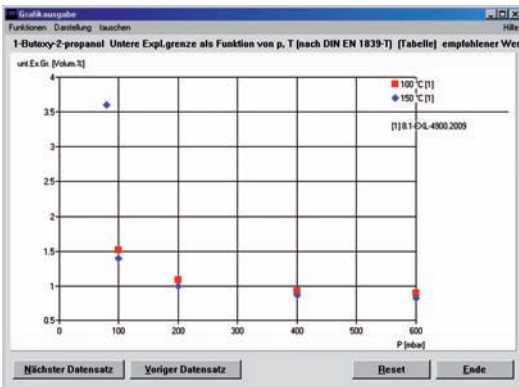 Grafikausgabe
Funktionen Darstellung tauschen Hilfe
1-Butoxy-2-propanol Untere Expl.grenze als Funktion von p, T (nach DIN EN 1839-T) (Tabelle) empfohlener Wer
unt.Ex.Gr. [Volum.%]
4
3.5
3
2.5
2
1.5
1
0.5
0 100 200 300 400 500 600
P [mbar]
100 °C [1]
150 °C [1]
[1] 8.1-EXL-4900.2009
Nächster Datensatz Voriger Datensatz Reset Ende